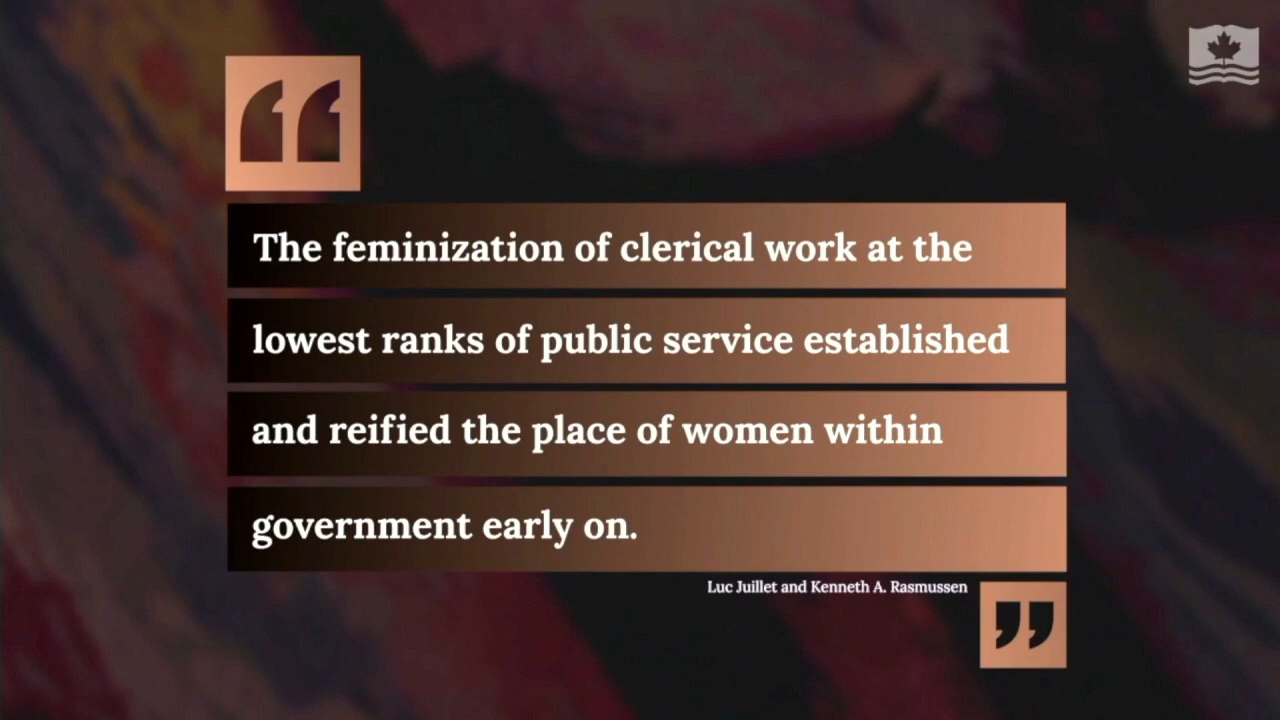 The feminization of clerical work at the
lowest ranks of public service established
and reified the place of women within
government early on.
Luc Juillet and Kenneth A. Rasmussen